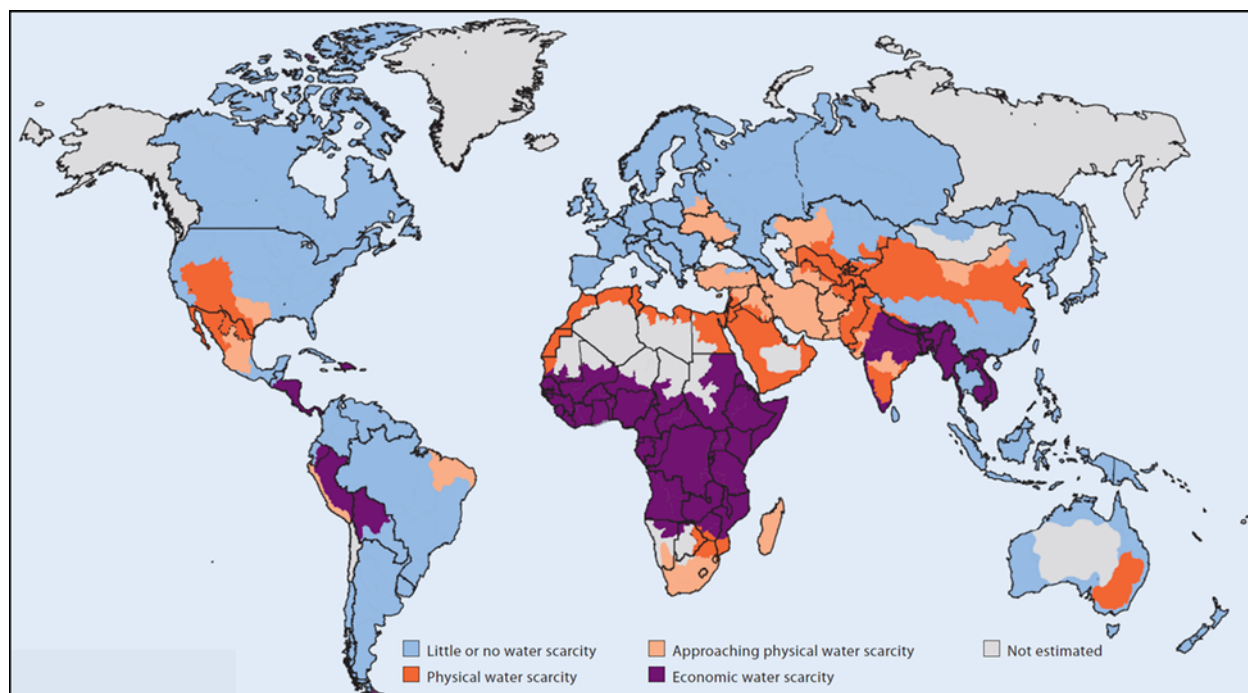 Little or no water scarcity
Approaching physical water scarcity
Not estimated
Physical water scarcity
Economic water scarcity